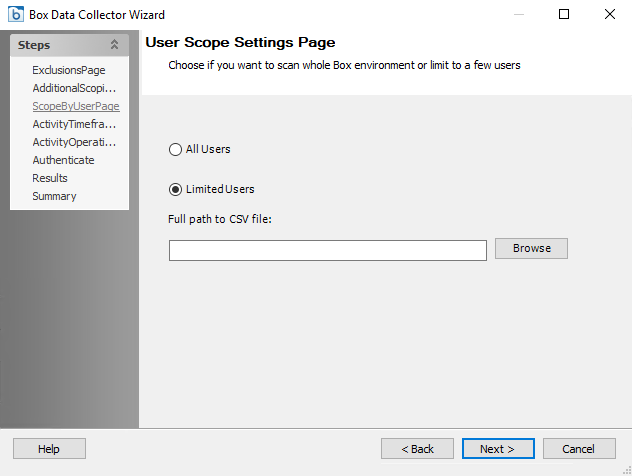 Box Data Collector Wizard
Steps
ExclusionsPage
AdditionalScopi...
ScopeByUserPage
ActivityTimefra...
ActivityOperati...
Authenticate
Results
Summary
User Scope Settings Page
Choose if you want to scan whole Box environment or limit to a few users
All Users
Limited Users
Full path to CSV file:
Browse
Help
< Back
Next >
Cancel